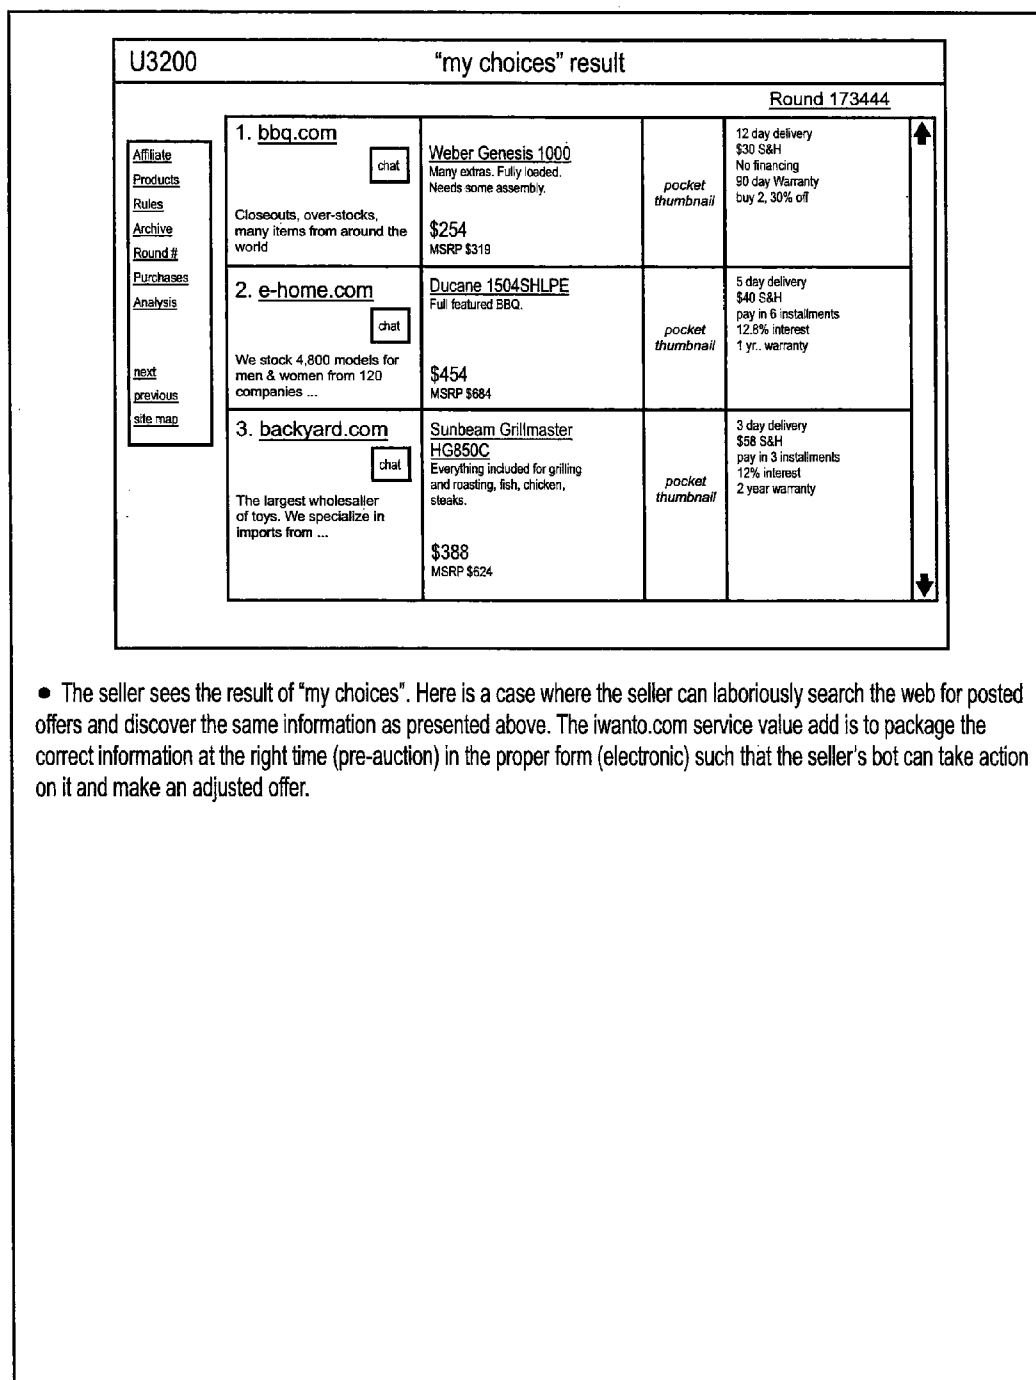 U3200 "my choices" result
Round 173444
Affiliate
Products
Rules
Archive
Round #
Purchases
Analysis
next
previous
site map
1. bbq.com
chat
Closeouts, over-stocks,
many items from around the
world
Weber Genesis 1000
Many extras. Fully loaded.
Needs some assembly.
$254
MSRP $319
pocket
thumbnail
12 day delivery
$30 S&H
No financing
90 day Warranty
buy 2, 30% off
2. e-home.com
chat
We stock 4,800 models for
men & women from 120
companies ...
Ducane 1504SHLPE
Full featured BBQ.
$454
MSRP $684
pocket
thumbnail
5 day delivery
$40 S&H
pay in 6 installments
12.8% interest
1 yr.. warranty
3. backyard.com
chat
The largest wholesaller
of toys. We specialize in
imports from ...
Sunbeam Grillmaster
HG850C
Everything included for grilling
and roasting, fish, chicken,
steaks.
$388
MSRP $624
pocket
thumbnail
3 day delivery
$58 S&H
pay in 3 installments
12% interest
2 year warranty
● The seller sees the result of "my choices". Here is a case where the seller can laboriously search the web for posted
offers and discover the same information as presented above. The iwanto.com service value add is to package the
correct information at the right time (pre-auction) in the proper form (electronic) such that the seller's bot can take action
on it and make an adjusted offer.